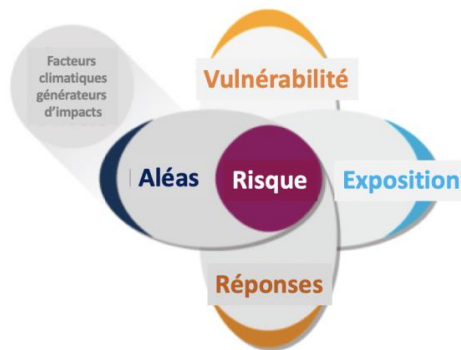 Facteurs
climatiques
générateurs
d'impacts
Vulnérabilité
Aléas
Risque
Exposition
Réponses